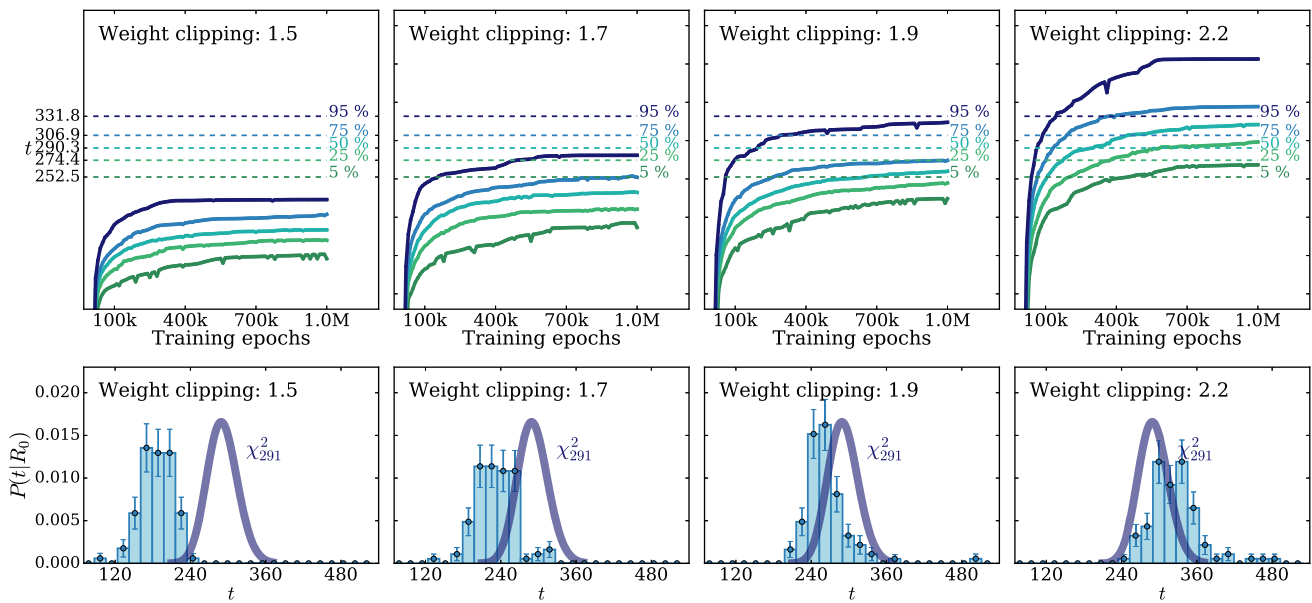 Weight clipping: 1.5
Weight clipping: 1.7
Weight clipping: 1.9
Weight clipping: 2.2
331.8
306.9
290.3
274.4
252.5
t
95 %
75 %
50 %
25 %
5 %
95 %
75 %
50 %
25 %
5 %
95 %
75 %
50 %
25 %
5 %
95 %
75 %
50 %
25 %
5 %
100k 400k 700k 1.0M
100k 400k 700k 1.0M
100k 400k 700k 1.0M
100k 400k 700k 1.0M
Training epochs
Training epochs
Training epochs
Training epochs
Weight clipping: 1.5
Weight clipping: 1.7
Weight clipping: 1.9
Weight clipping: 2.2
0.020
0.015
0.010
0.005
0.000
P(t|R₀)
χ²₂₉₁
χ²₂₉₁
χ²₂₉₁
χ²₂₉₁
120 240 360 480
120 240 360 480
120 240 360 480
120 240 360 480
t
t
t
t